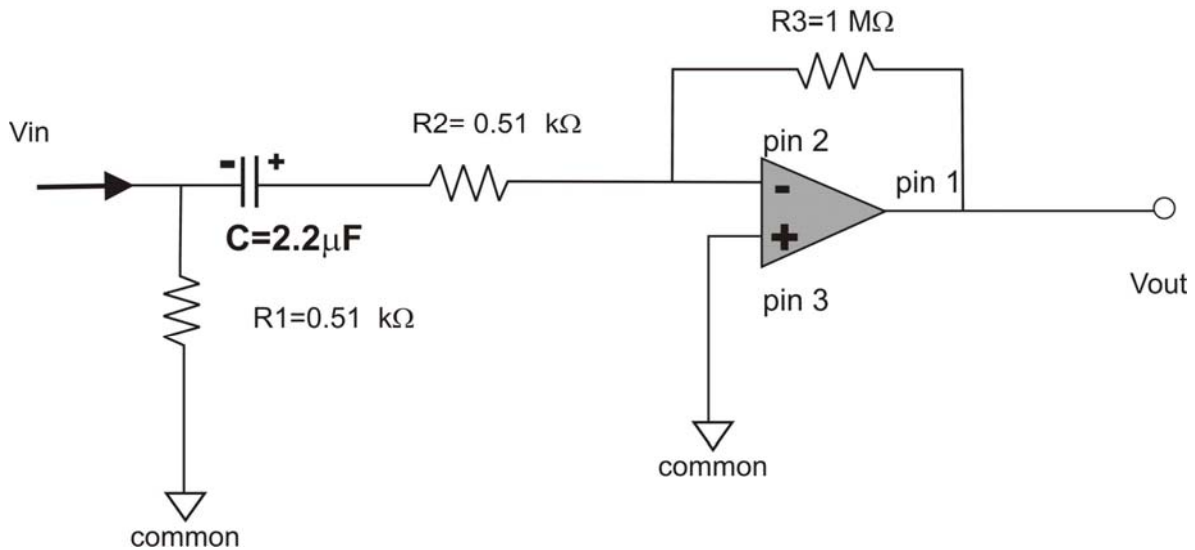 R3=1 MΩ
Vin
R2= 0.51 kΩ
pin 2
- +
-
pin 1
C=2.2μF
+
Vout
pin 3
R1=0.51 kΩ
common
common